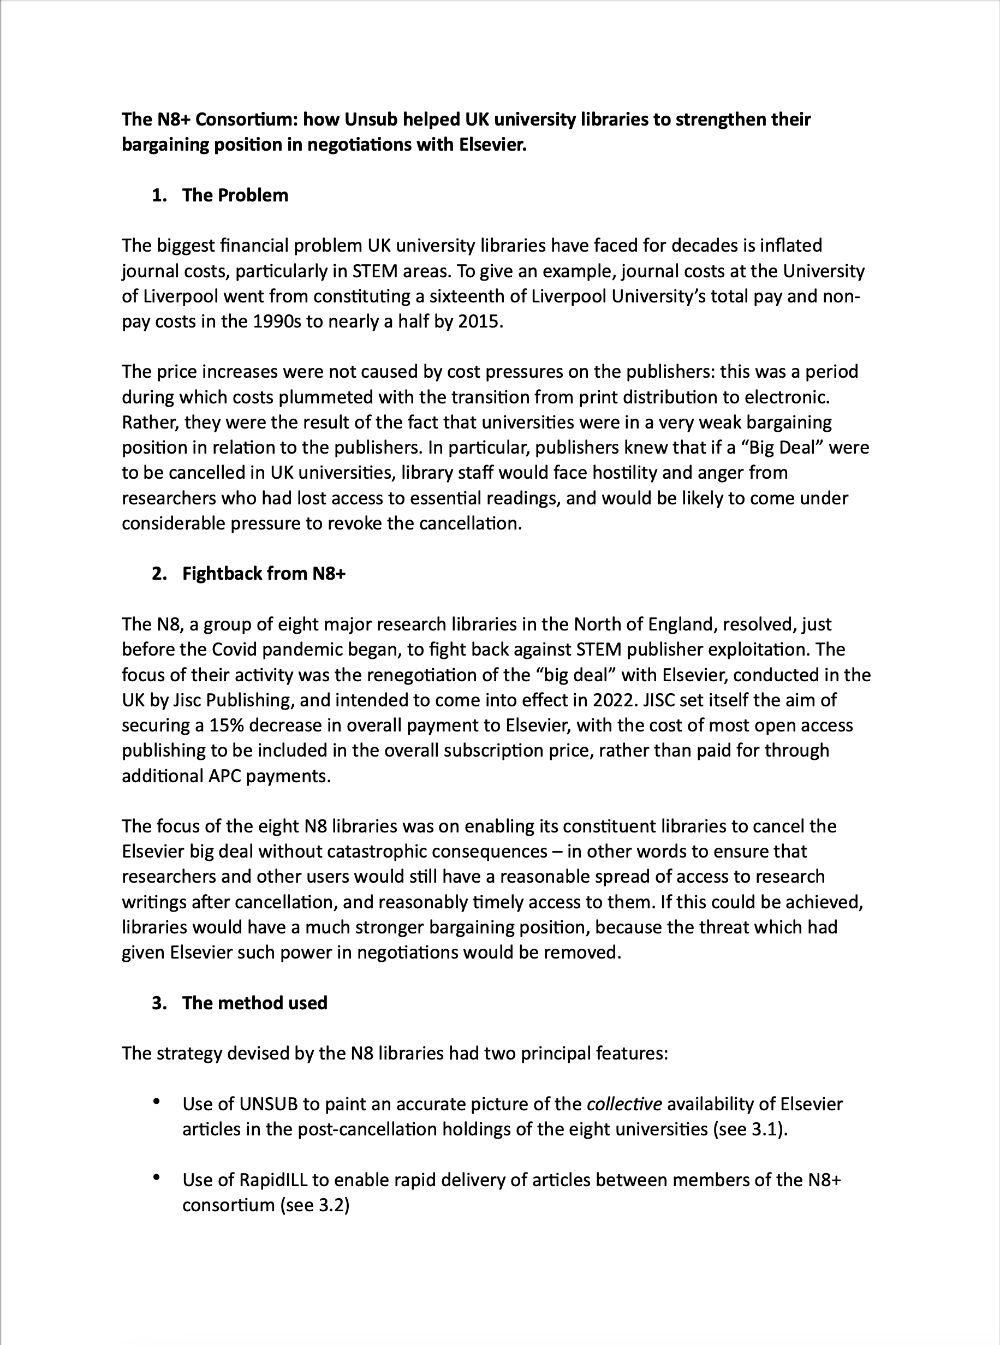 The N8+ Consortium: how Unsub helped UK university libraries to strengthen their
bargaining position in negotiations with Elsevier.
1. The Problem
The biggest financial problem UK university libraries have faced for decades is inflated
journal costs, particularly in STEM areas. To give an example, journal costs at the University
of Liverpool went from constituting a sixteenth of Liverpool University’s total pay and non-
pay costs in the 1990s to nearly a half by 2015.
The price increases were not caused by cost pressures on the publishers: this was a period
during which costs plummeted with the transition from print distribution to electronic.
Rather, they were the result of the fact that universities were in a very weak bargaining
position in relation to the publishers. In particular, publishers knew that if a “Big Deal” were
to be cancelled in UK universities, library staff would face hostility and anger from
researchers who had lost access to essential readings, and would be likely to come under
considerable pressure to revoke the cancellation.
2. Fightback from N8+
The N8, a group of eight major research libraries in the North of England, resolved, just
before the Covid pandemic began, to fight back against STEM publisher exploitation. The
focus of their activity was the renegotiation of the “big deal” with Elsevier, conducted in the
UK by Jisc Publishing, and intended to come into effect in 2022. JISC set itself the aim of
securing a 15% decrease in overall payment to Elsevier, with the cost of most open access
publishing to be included in the overall subscription price, rather than paid for through
additional APC payments.
The focus of the eight N8 libraries was on enabling its constituent libraries to cancel the
Elsevier big deal without catastrophic consequences – in other words to ensure that
researchers and other users would still have a reasonable spread of access to research
writings after cancellation, and reasonably timely access to them. If this could be achieved,
libraries would have a much stronger bargaining position, because the threat which had
given Elsevier such power in negotiations would be removed.
3. The method used
The strategy devised by the N8 libraries had two principal features:
• Use of UNSUB to paint an accurate picture of the collective availability of Elsevier
articles in the post-cancellation holdings of the eight universities (see 3.1).
• Use of RapidILL to enable rapid delivery of articles between members of the N8+
consortium (see 3.2)